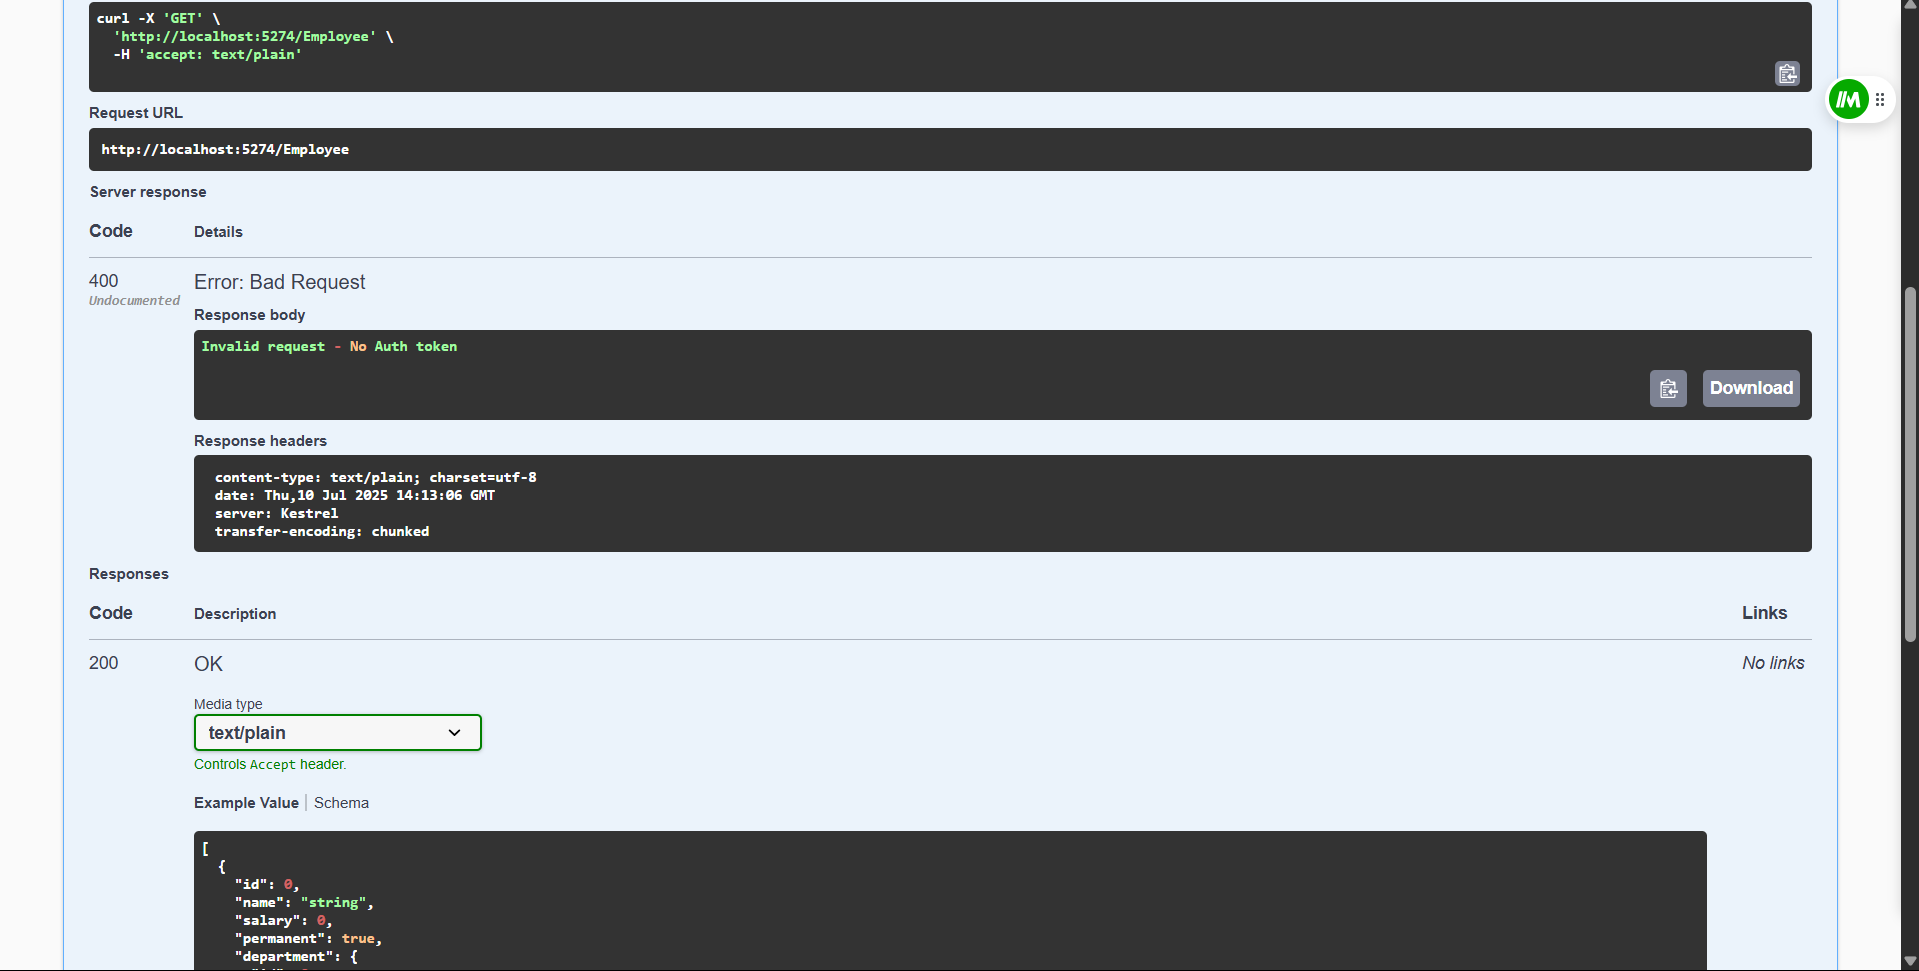 curl -X 'GET' \
'http://localhost:5274/Employee' \
-H 'accept: text/plain'
Request URL
http://localhost:5274/Employee
Server response
Code Details
400 Error: Bad Request
Undocumented
Response body
Invalid request - No Auth token
Download
Response headers
content-type: text/plain; charset=utf-8
date: Thu,10 Jul 2025 14:13:06 GMT
server: Kestrel
transfer-encoding: chunked
Responses
Code Description Links
200 OK No links
Media type
text/plain
Controls Accept header.
Example Value Schema
[
{
"id": 0,
"name": "string",
"salary": 0,
"permanent": true,
"department": {